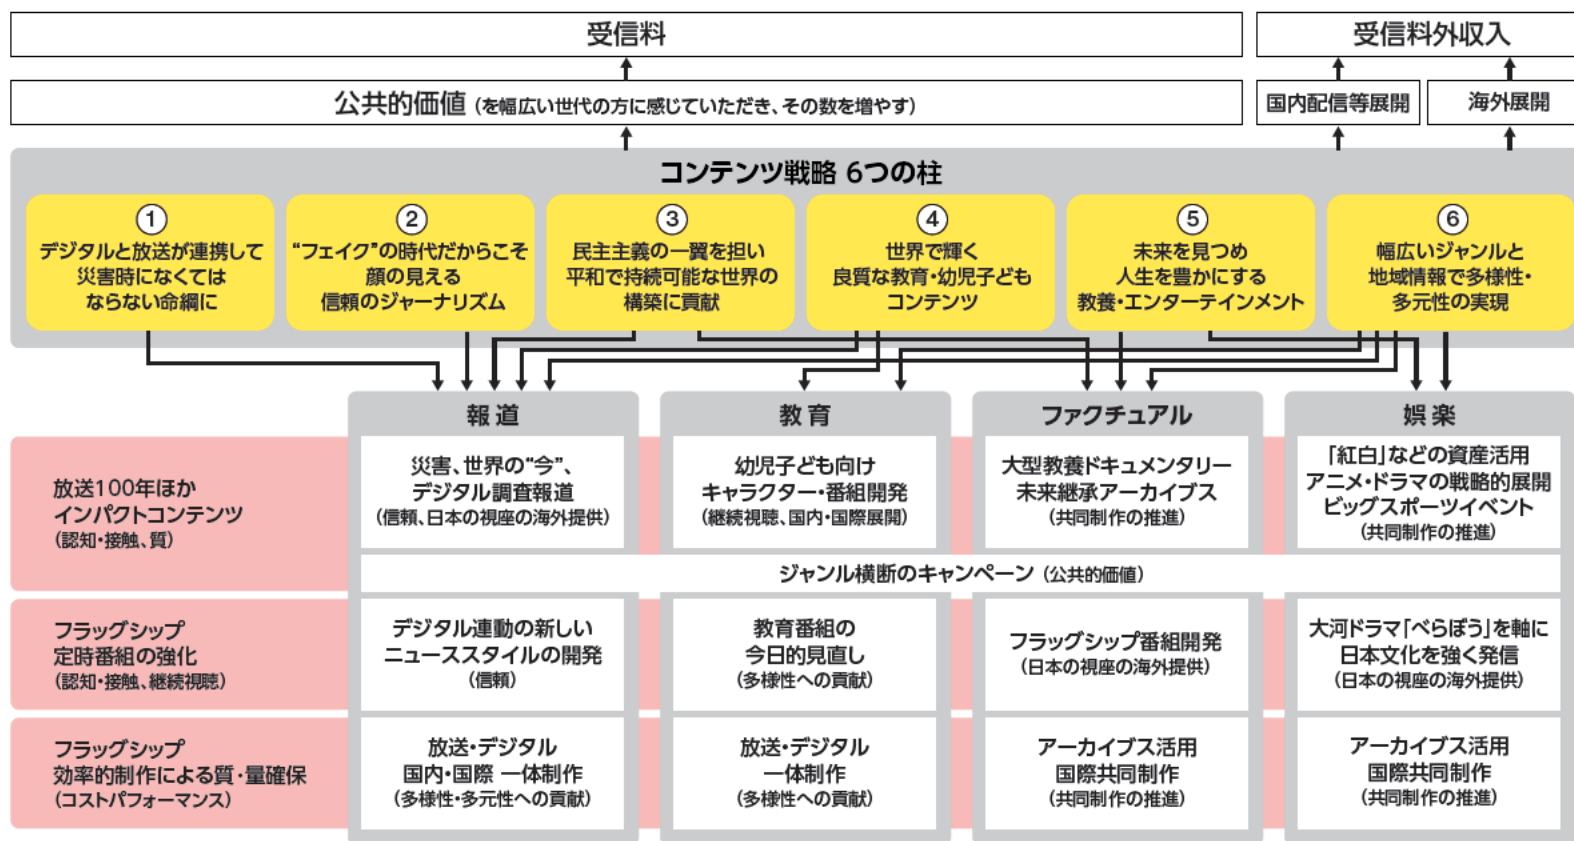 受信料
受信料外収入
公共的価値（を幅広い世代の方に感じていただき、その数を増やす）
国内配信等展開
海外展開
コンテンツ戦略 6つの柱
①
デジタルと放送が連携して
災害時になくては
ならない命綱に
②
“フェイク”の時代だからこそ
顔の見える
信頼のジャーナリズム
③
民主主義の一翼を担い
平和で持続可能な世界の
構築に貢献
④
世界で輝く
良質な教育・幼児子ども
コンテンツ
⑤
未来を見つめ
人生を豊かにする
教養・エンターテインメント
⑥
幅広いジャンルと
地域情報で多様性・
多元性の実現
報道
教育
ファクチュアル
娯楽
放送100年ほか
インパクトコンテンツ
（認知・接触、質）
災害、世界の“今”、
デジタル調査報道
（信頼、日本の視座の海外提供）
幼児子ども向け
キャラクター・番組開発
（継続視聴、国内・国際展開）
大型教養ドキュメンタリー
未来継承アーカイブス
（共同制作の推進）
「紅白」などの資産活用
アニメ・ドラマの戦略的展開
ビッグスポーツイベント
（共同制作の推進）
ジャンル横断のキャンペーン（公共的価値）
フラッグシップ
定時番組の強化
（認知・接触、継続視聴）
デジタル連動の新しい
ニューススタイルの開発
（信頼）
教育番組の
今日的見直し
（多様性への貢献）
フラッグシップ番組開発
（日本の視座の海外提供）
大河ドラマ「べらぼう」を軸に
日本文化を強く発信
（日本の視座の海外提供）
フラッグシップ
効率的制作による質・量確保
（コストパフォーマンス）
放送・デジタル
国内・国際 一体制作
（多様性・多元性への貢献）
放送・デジタル
一体制作
（多様性への貢献）
アーカイブス活用
国際共同制作
（共同制作の推進）
アーカイブス活用
国際共同制作
（共同制作の推進）